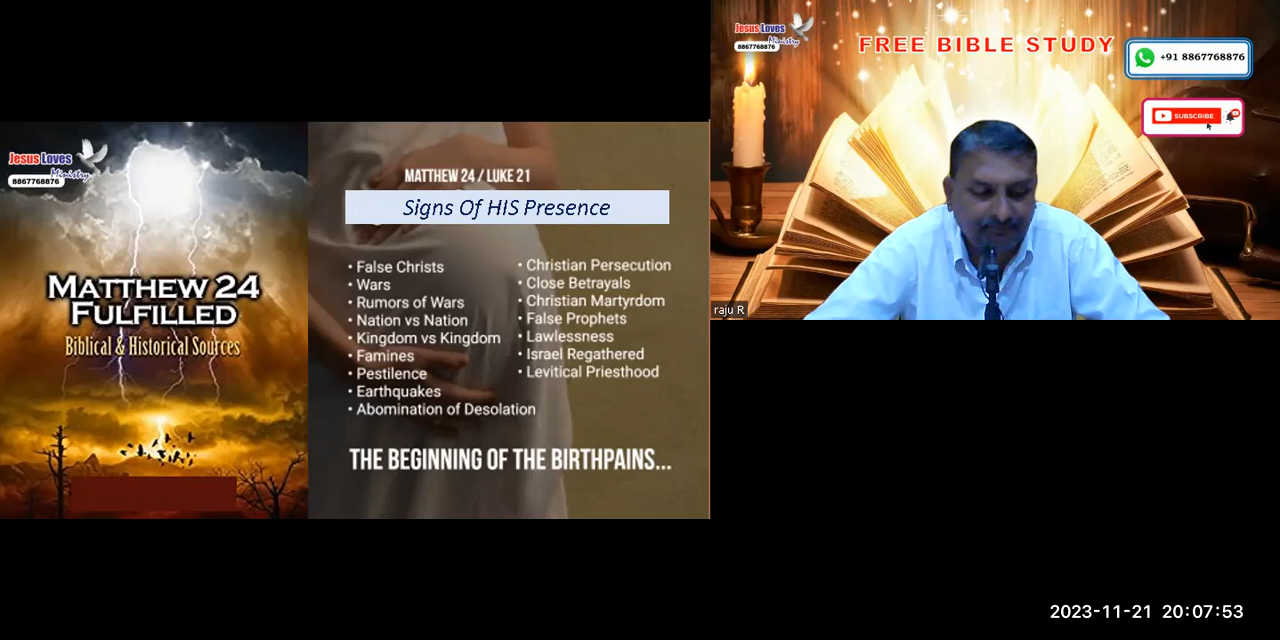 Jesus Loves
Ministry
8867768876
MATTHEW 24
FULFILLED
Biblical & Historical Sources
MATTHEW 24 / LUKE 21
Signs Of HIS Presence
• False Christs
• Wars
• Rumors of Wars
• Nation vs Nation
• Kingdom vs Kingdom
• Famines
• Pestilence
• Earthquakes
• Abomination of Desolation
• Christian Persecution
• Close Betrayals
• Christian Martyrdom
• False Prophets
• Lawlessness
• Israel Regathered
• Levitical Priesthood
THE BEGINNING OF THE BIRTHPAINS...
Jesus Loves
Ministry
8867768876
FREE BIBLE STUDY
+91 8867768876
SUBSCRIBE
raju R
2023-11-21 20:07:53